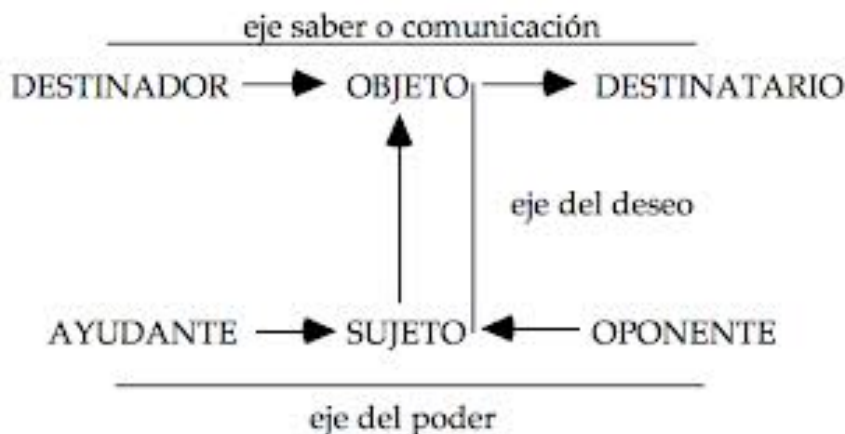 eje saber o comunicación
DESTINADOR OBJETO DESTINATARIO
eje del deseo
AYUDANTE SUJETO OPONENTE
eje del poder